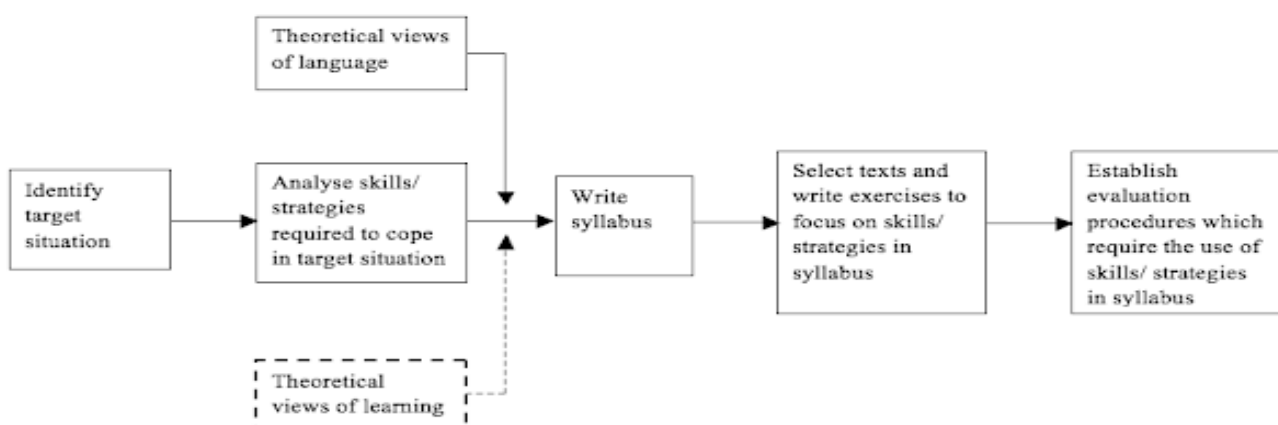 Theoretical views
of language
Identify
target
situation
Analyse skills/
strategies
required to cope
in target situation
Write
syllabus
Select texts and
write exercises to
focus on skills/
strategies in
syllabus
Establish
evaluation
procedures which
require the use of
skills/ strategies
in syllabus
Theoretical
views of learning